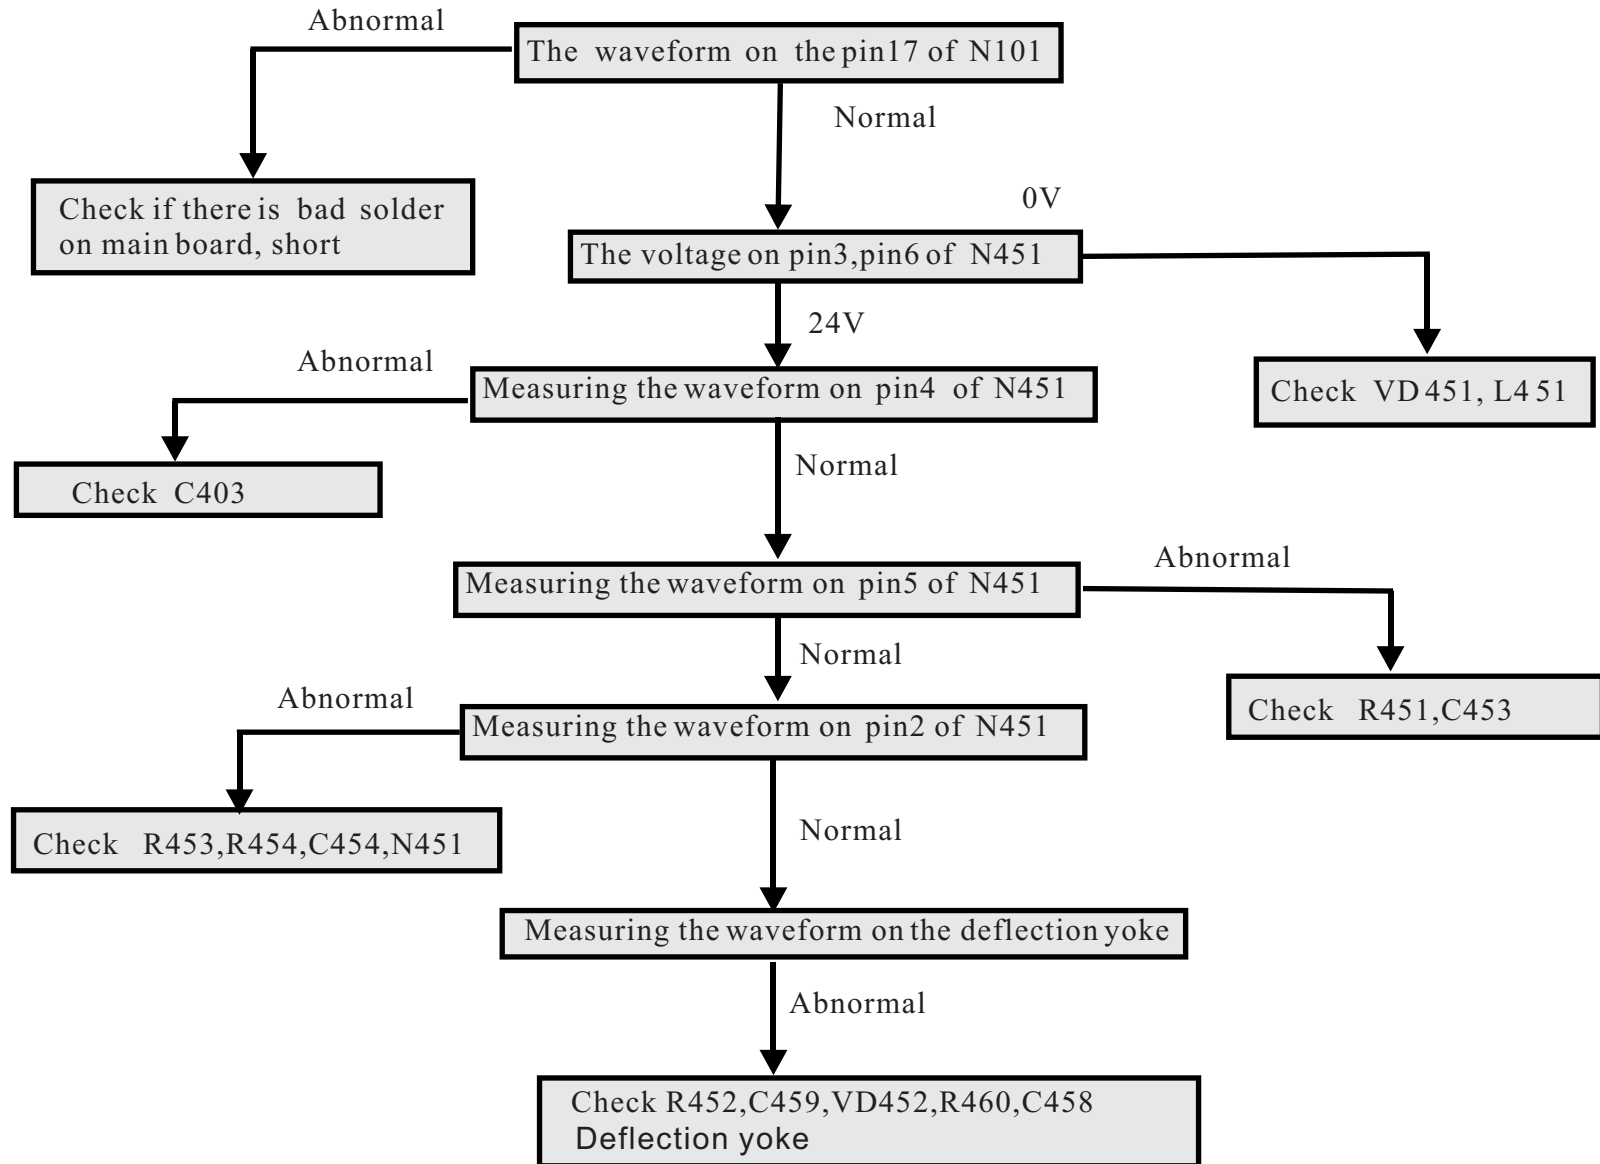 Abnormal
The waveform on the pin17 of N101
Normal
Check if there is bad solder
on main board, short
0V
The voltage on pin3,pin6 of N451
24V
Abnormal
Measuring the waveform on pin4 of N451
Check VD451, L451
Normal
Check C403
Abnormal
Measuring the waveform on pin5 of N451
Normal
Abnormal
Check R451,C453
Measuring the waveform on pin2 of N451
Normal
Check R453,R454,C454,N451
Measuring the waveform on the deflection yoke
Abnormal
Check R452,C459,VD452,R460,C458
Deflection yoke